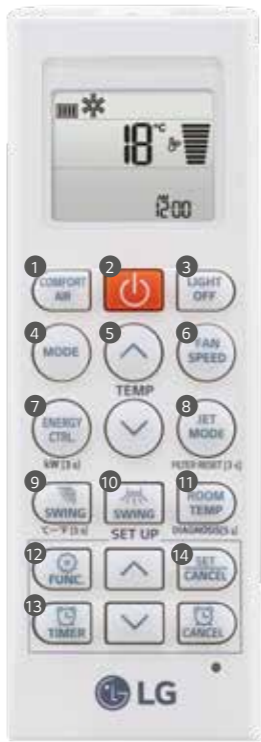 18 °C
12:00
1 2 3
COMFORT AIR LIGHT OFF
4 5 6
MODE FAN SPEED
TEMP
7 8
ENERGY CTRL. JET MODE
kW [3 s] FILTER RESET [3 s]
9 10 11
SWING SWING ROOM TEMP
°C↔°F [5 s] SET UP DIAGNOSIS[5 s]
12 14
FUNC. SET CANCEL
13
TIMER CANCEL
LG